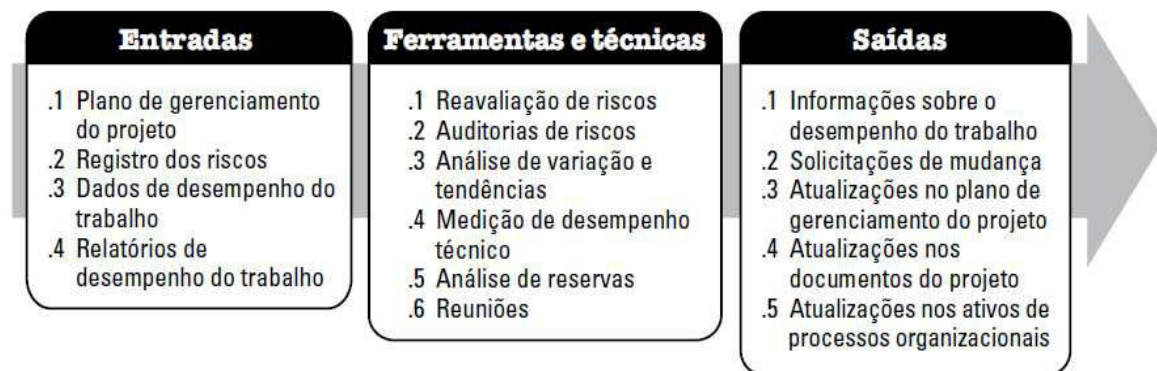 Entradas
.1 Plano de gerenciamento
do projeto
.2 Registro dos riscos
.3 Dados de desempenho do
trabalho
.4 Relatórios de
desempenho do trabalho
Ferramentas e técnicas
.1 Reavaliação de riscos
.2 Auditorias de riscos
.3 Análise de variação e
tendências
.4 Medição de desempenho
técnico
.5 Análise de reservas
.6 Reuniões
Saídas
.1 Informações sobre o
desempenho do trabalho
.2 Solicitações de mudança
.3 Atualizações no plano de
gerenciamento do projeto
.4 Atualizações nos
documentos do projeto
.5 Atualizações nos ativos de
processos organizacionais